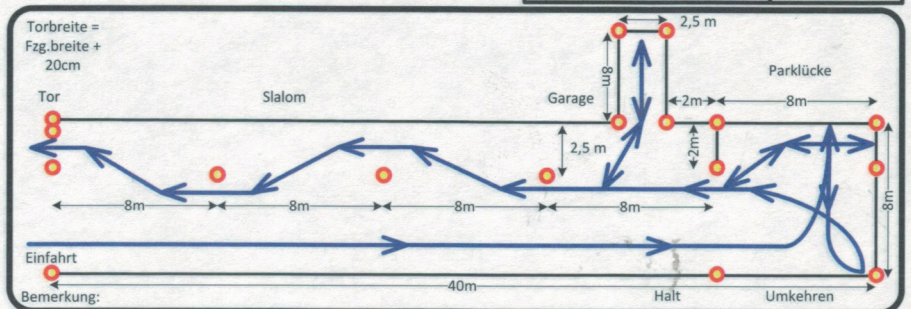 Torbreite =
Fzg.breite +
20cm
2,5 m
8m
Parklücke
Tor
Slalom
Garage
2m
8m
2,5 m
2m
8m
8m
8m
8m
8m
Einfahrt
40m
Bemerkung:
Halt
Umkehren